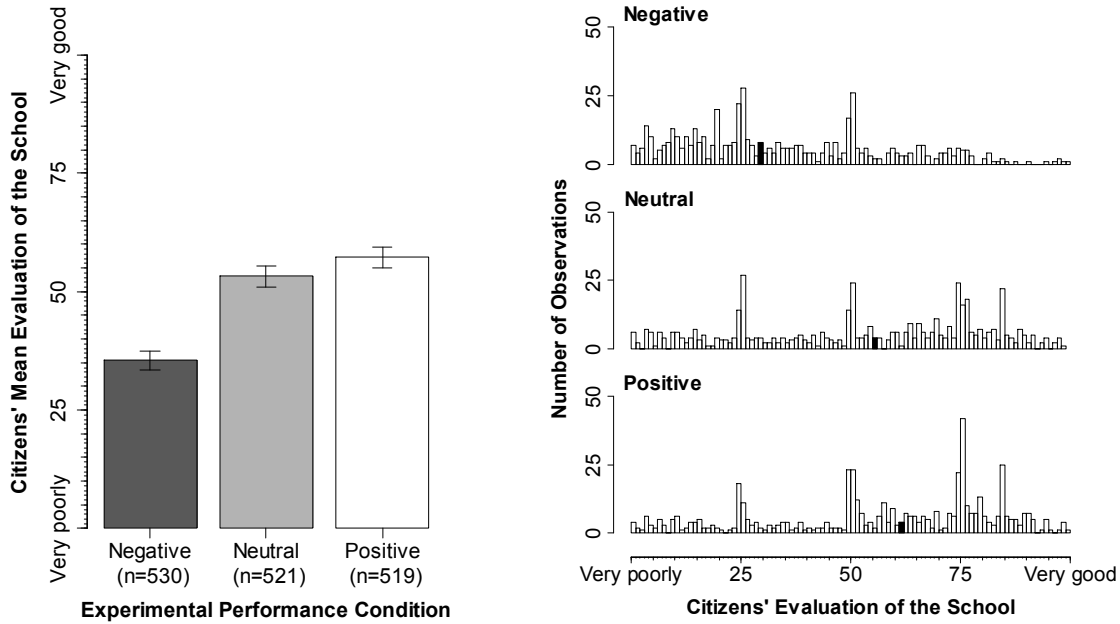 Citizens' Mean Evaluation of the School
Very good
75
50
25
Very poorly
Negative
(n=530)
Neutral
(n=521)
Positive
(n=519)
Experimental Performance Condition
Number of Observations
Negative
50
25
0
Neutral
50
25
0
Positive
50
25
0
Very poorly 25 50 75 Very good
Citizens' Evaluation of the School